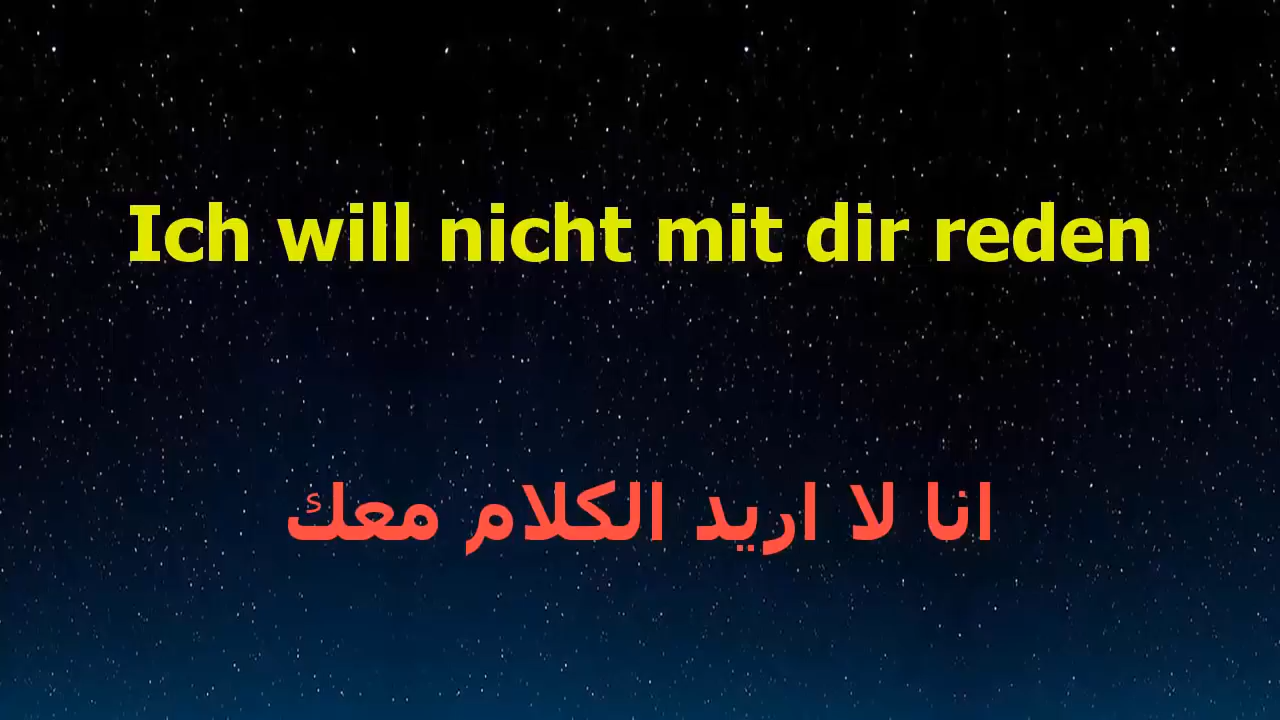 Ich will nicht mit dir reden
انا لا اريد الكلام معك